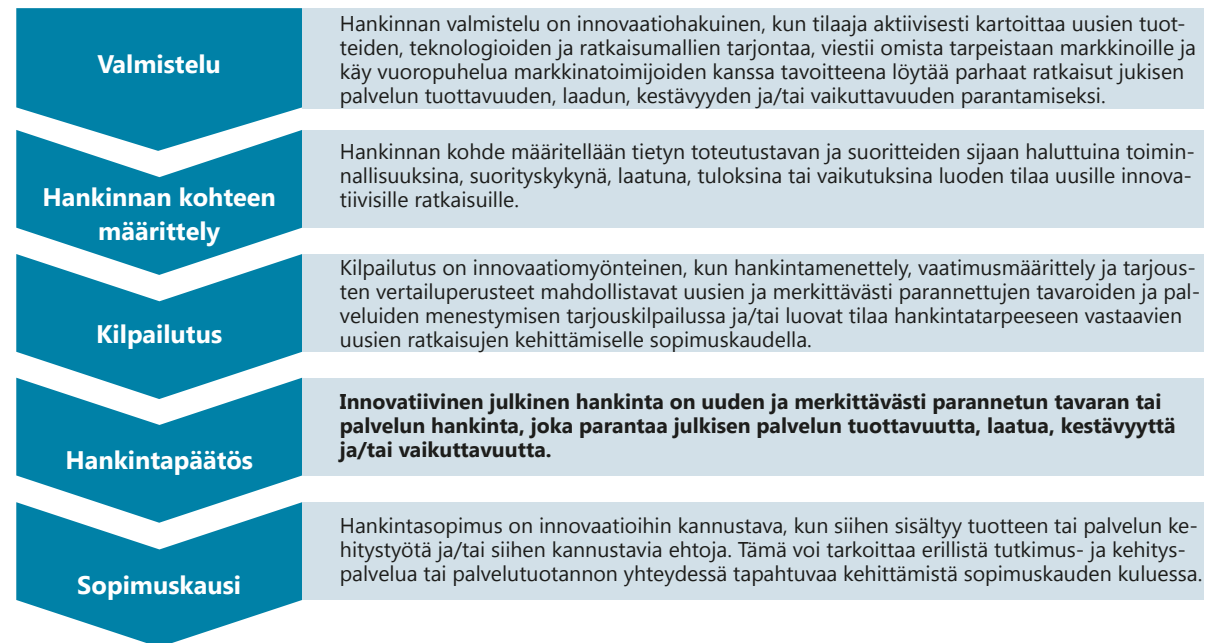 Valmistelu
Hankinnan valmistelu on innovaatiohakuinen, kun tilaaja aktiivisesti kartoittaa uusien tuot-
teiden, teknologioiden ja ratkaisumallien tarjontaa, viestii omista tarpeistaan markkinoille ja
käy vuoropuhelua markkinatoimijoiden kanssa tavoitteena löytää parhaat ratkaisut jukisen
palvelun tuottavuuden, laadun, kestävyyden ja/tai vaikuttavuuden parantamiseksi.
Hankinnan kohteen
määrittely
Hankinnan kohde määritellään tietyn toteutustavan ja suoritteiden sijaan haluttuina toimin-
nallisuuksina, suorityskykynä, laatuna, tuloksina tai vaikutuksina luoden tilaa uusille innova-
tiivisille ratkaisuille.
Kilpailutus
Kilpailutus on innovaatiomyönteinen, kun hankintamenettely, vaatimusmäärittely ja tarjous-
ten vertailuperusteet mahdollistavat uusien ja merkittävästi parannettujen tavaroiden ja pal-
veluiden menestymisen tarjouskilpailussa ja/tai luovat tilaa hankintatarpeeseen vastaavien
uusien ratkaisujen kehittämiselle sopimuskaudella.
Hankintapäätös
Innovatiivinen julkinen hankinta on uuden ja merkittävästi parannetun tavaran tai
palvelun hankinta, joka parantaa julkisen palvelun tuottavuutta, laatua, kestävyyttä
ja/tai vaikuttavuutta.
Sopimuskausi
Hankintasopimus on innovaatioihin kannustava, kun siihen sisältyy tuotteen tai palvelun ke-
hitystyötä ja/tai siihen kannustavia ehtoja. Tämä voi tarkoittaa erillistä tutkimus- ja kehitys-
palvelua tai palvelutuotannon yhteydessä tapahtuvaa kehittämistä sopimuskauden kuluessa.